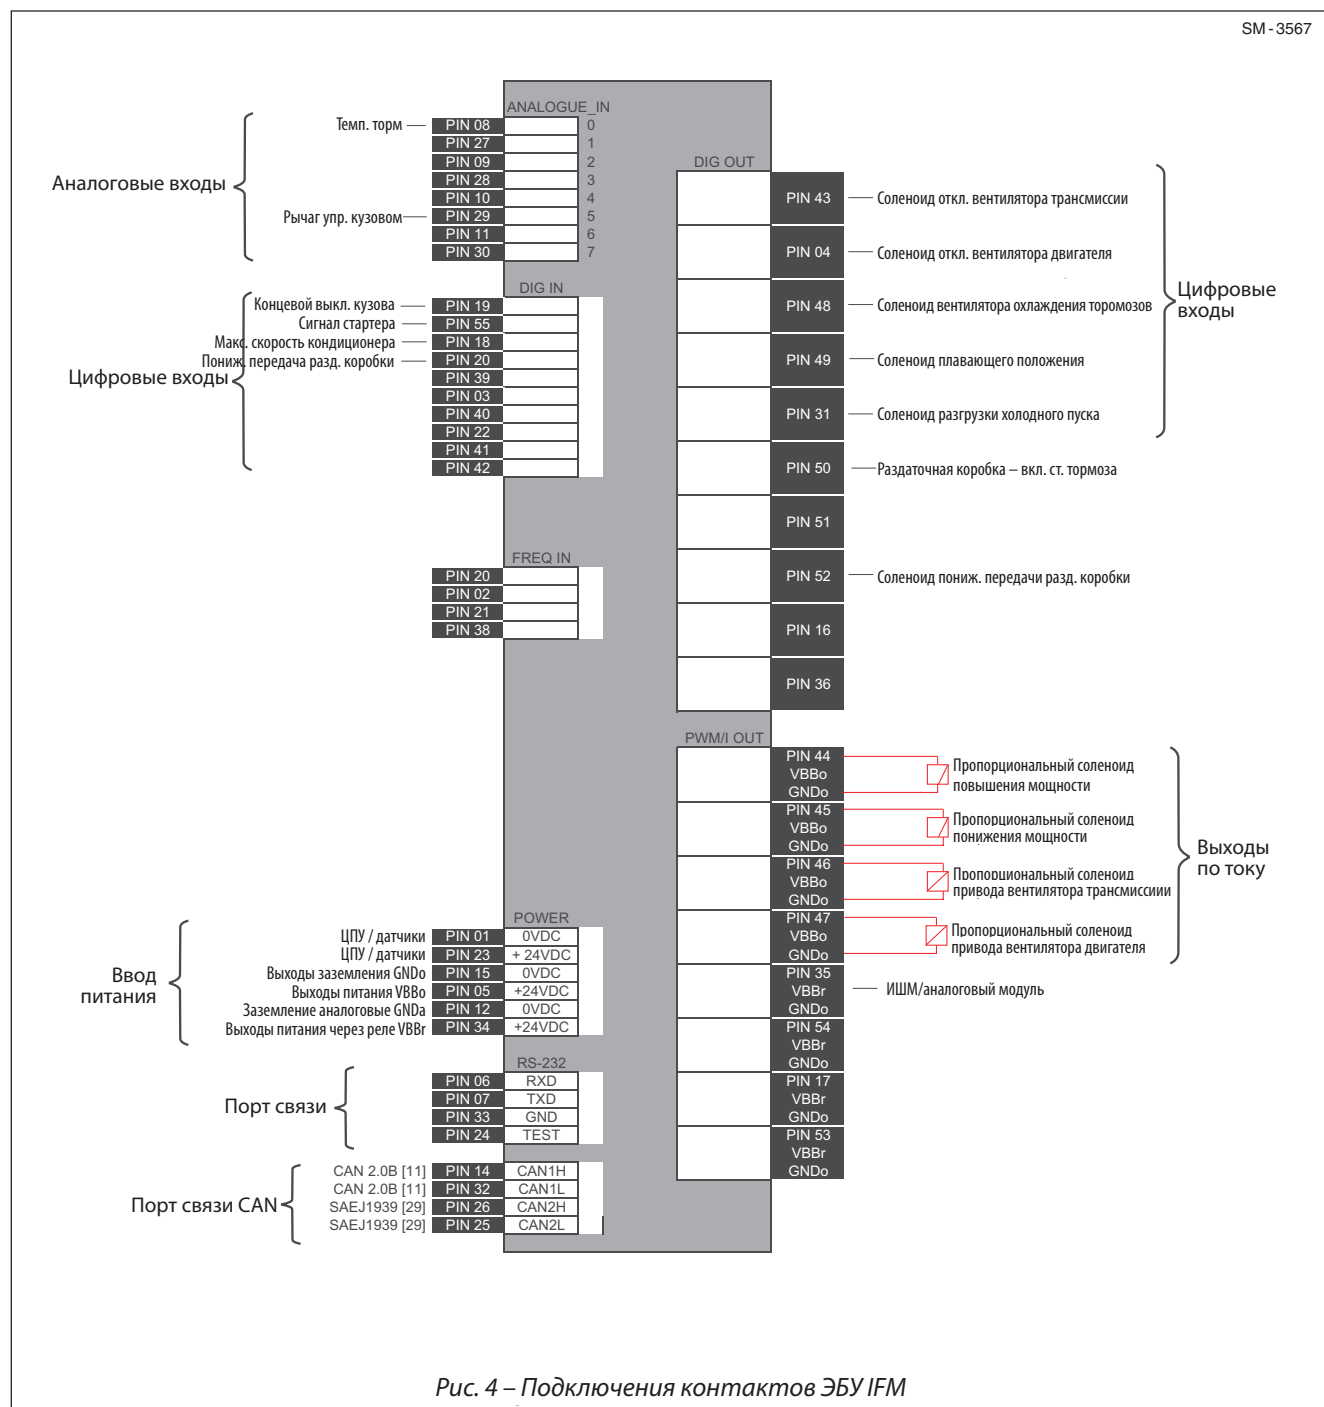 SM-3567
ANALOGUE_IN
Аналоговые входы
Темп. торм
PIN 08
0
PIN 27
1
PIN 09
2
PIN 28
3
PIN 10
4
Рычаг упр. кузовом
PIN 29
5
PIN 11
6
PIN 30
7
DIG IN
Цифровые входы
Концевой выкл. кузова
PIN 19
Сигнал стартера
PIN 55
Макс. скорость кондиционера
PIN 18
Пониж. передача разд. коробки
PIN 20
PIN 39
PIN 03
PIN 40
PIN 22
PIN 41
PIN 42
FREQ IN
PIN 20
PIN 02
PIN 21
PIN 38
POWER
Ввод
питания
ЦПУ / датчики
PIN 01
0VDC
ЦПУ / датчики
PIN 23
+ 24VDC
Выходы заземления GNDo
PIN 15
0VDC
Выходы питания VBBo
PIN 05
+24VDC
Заземление аналоговые GNDa
PIN 12
0VDC
Выходы питания через реле VBBr
PIN 34
+24VDC
RS-232
Порт связи
PIN 06
RXD
PIN 07
TXD
PIN 33
GND
PIN 24
TEST
Порт связи CAN
CAN 2.0B [11]
PIN 14
CAN1H
CAN 2.0B [11]
PIN 32
CAN1L
SAEJ1939 [29]
PIN 26
CAN2H
SAEJ1939 [29]
PIN 25
CAN2L
DIG OUT
PIN 43
Соленоид откл. вентилятора трансмиссии
PIN 04
Соленоид откл. вентилятора двигателя
PIN 48
Соленоид вентилятора охлаждения торомозов
PIN 49
Соленоид плавающего положения
PIN 31
Соленоид разгрузки холодного пуска
Цифровые
входы
PIN 50
Раздаточная коробка – вкл. ст. тормоза
PIN 51
PIN 52
Соленоид пониж. передачи разд. коробки
PIN 16
PIN 36
PWM/I OUT
PIN 44
VBBo
GNDo
Пропорциональный соленоид
повышения мощности
PIN 45
VBBo
GNDo
Пропорциональный соленоид
понижения мощности
PIN 46
VBBo
GNDo
Пропорциональный соленоид
привода вентилятора трансмиссиии
PIN 47
VBBo
GNDo
Пропорциональный соленоид
привода вентилятора двигателя
Выходы
по току
PIN 35
VBBr
GNDo
ИШМ/аналоговый модуль
PIN 54
VBBr
GNDo
PIN 17
VBBr
GNDo
PIN 53
VBBr
GNDo
Рис. 4 – Подключения контактов ЭБУ IFM